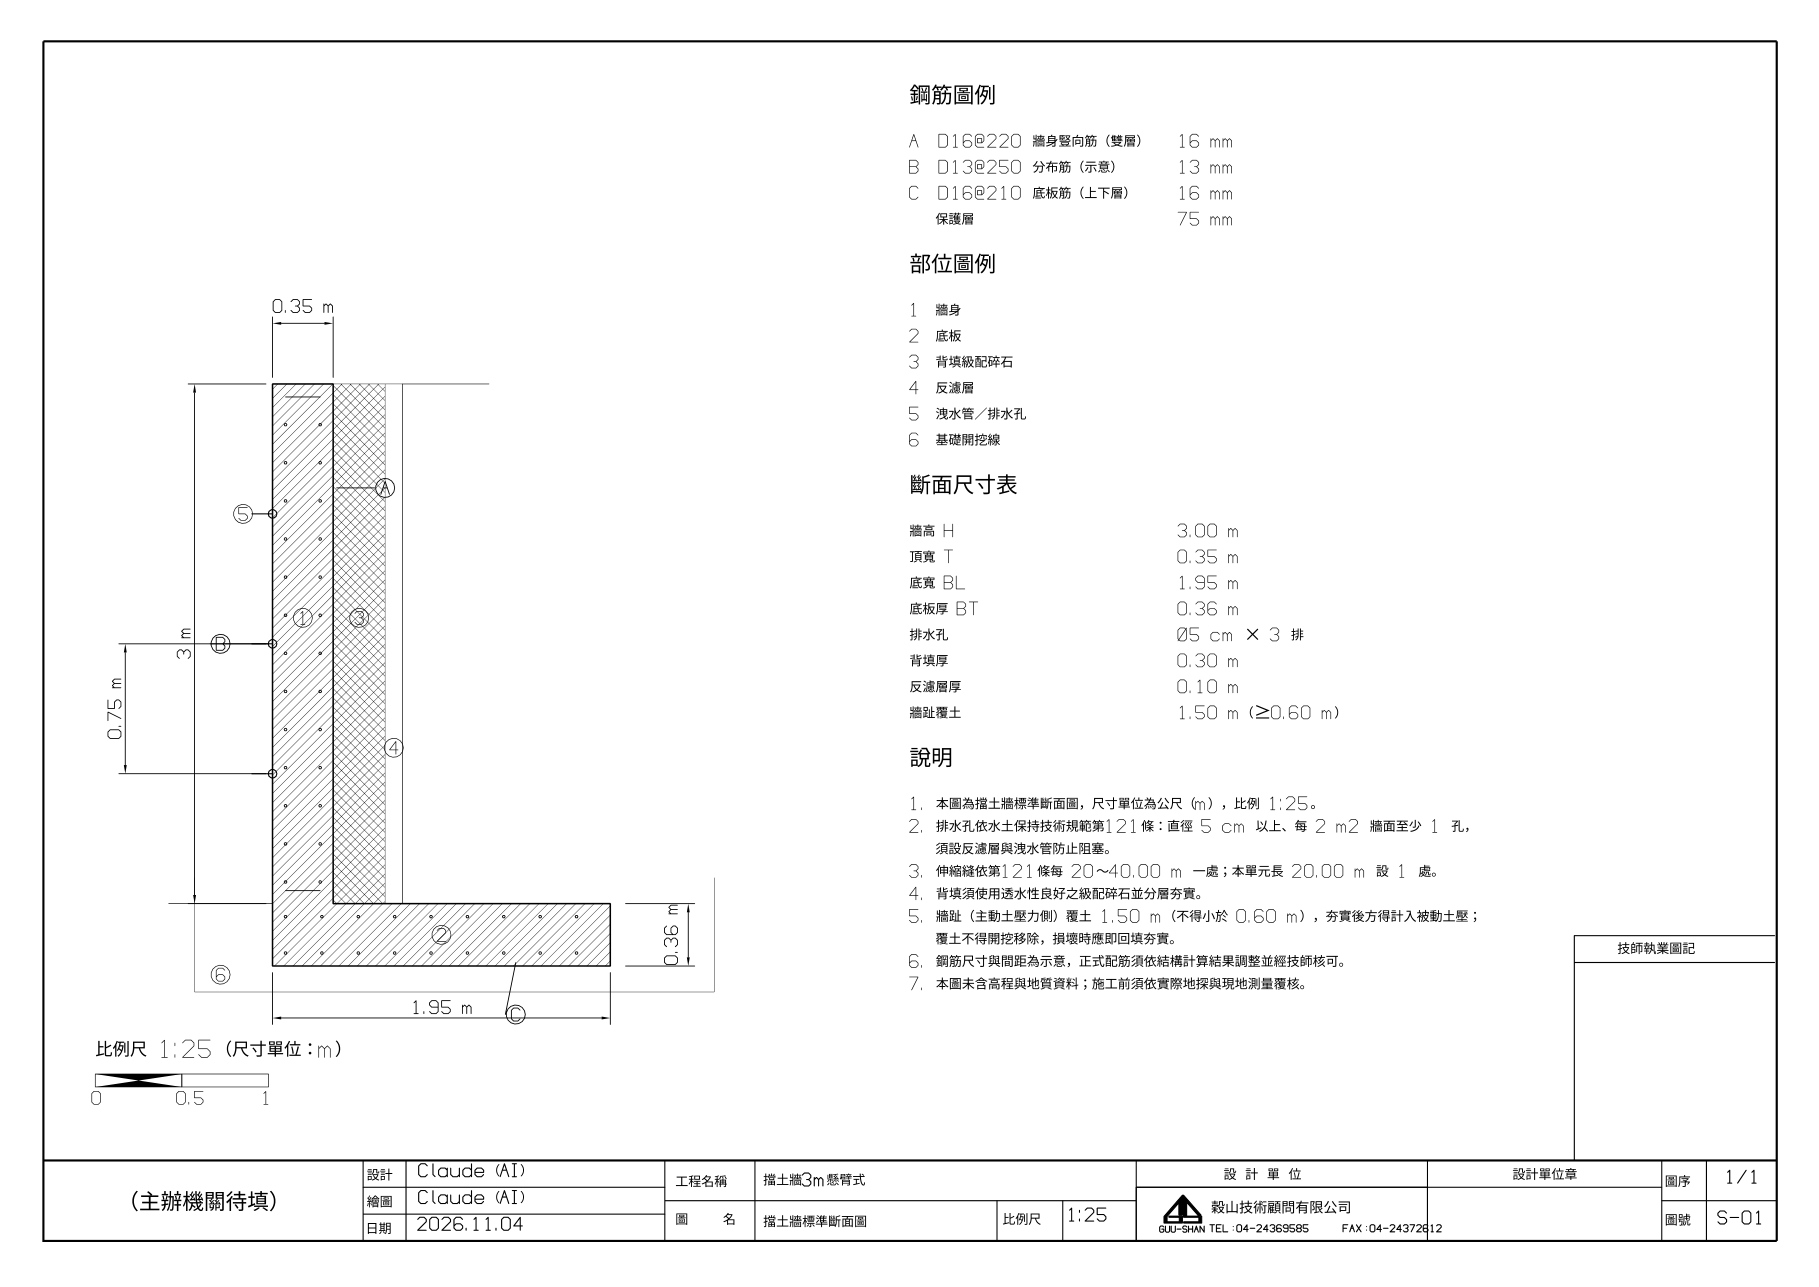 鋼筋圖例
A D16@220 牆身豎向筋（雙層） 16 mm
B D13@250 分布筋（示意） 13 mm
C D16@210 底板筋（上下層） 16 mm
保護層 75 mm
部位圖例
1 牆身
2 底板
3 背填級配碎石
4 反濾層
5 洩水管／排水孔
6 基礎開挖線
斷面尺寸表
牆高 H 3.00 m
頂寬 T 0.35 m
底寬 BL 1.95 m
底板厚 BT 0.36 m
排水孔 Ø5 cm × 3 排
背填厚 0.30 m
反濾層厚 0.10 m
牆趾覆土 1.50 m（≥0.60 m）
說明
1. 本圖為擋土牆標準斷面圖，尺寸單位為公尺（m），比例 1:25。
2. 排水孔依水土保持技術規範第121條：直徑 5 cm 以上、每 2 m2 牆面至少 1 孔，
須設反濾層與洩水管防止阻塞。
3. 伸縮縫依第121條每 20～40.00 m 一處；本單元長 20.00 m 設 1 處。
4. 背填須使用透水性良好之級配碎石並分層夯實。
5. 牆趾（主動土壓力側）覆土 1.50 m（不得小於 0.60 m），夯實後方得計入被動土壓；
覆土不得開挖移除，損壞時應即回填夯實。
6. 鋼筋尺寸與間距為示意，正式配筋須依結構計算結果調整並經技師核可。
7. 本圖未含高程與地質資料；施工前須依實際地探與現地測量覆核。
0.35 m
A
5
1
3
B
3 m
0.75 m
4
2
0.36 m
6
1.95 m
C
比例尺 1:25（尺寸單位：m）
0 0.5 1
技師執業圖記
（主辦機關待填）
設計 Claude (AI)
繪圖 Claude (AI)
日期 2026.11.04
工程名稱 擋土牆3m懸臂式
圖名 擋土牆標準斷面圖
比例尺 1:25
設計單位
穀山技術顧問有限公司
GUU-SHAN TEL:04-24369585 FAX:04-24372612
設計單位章
圖序 1/1
圖號 S-01